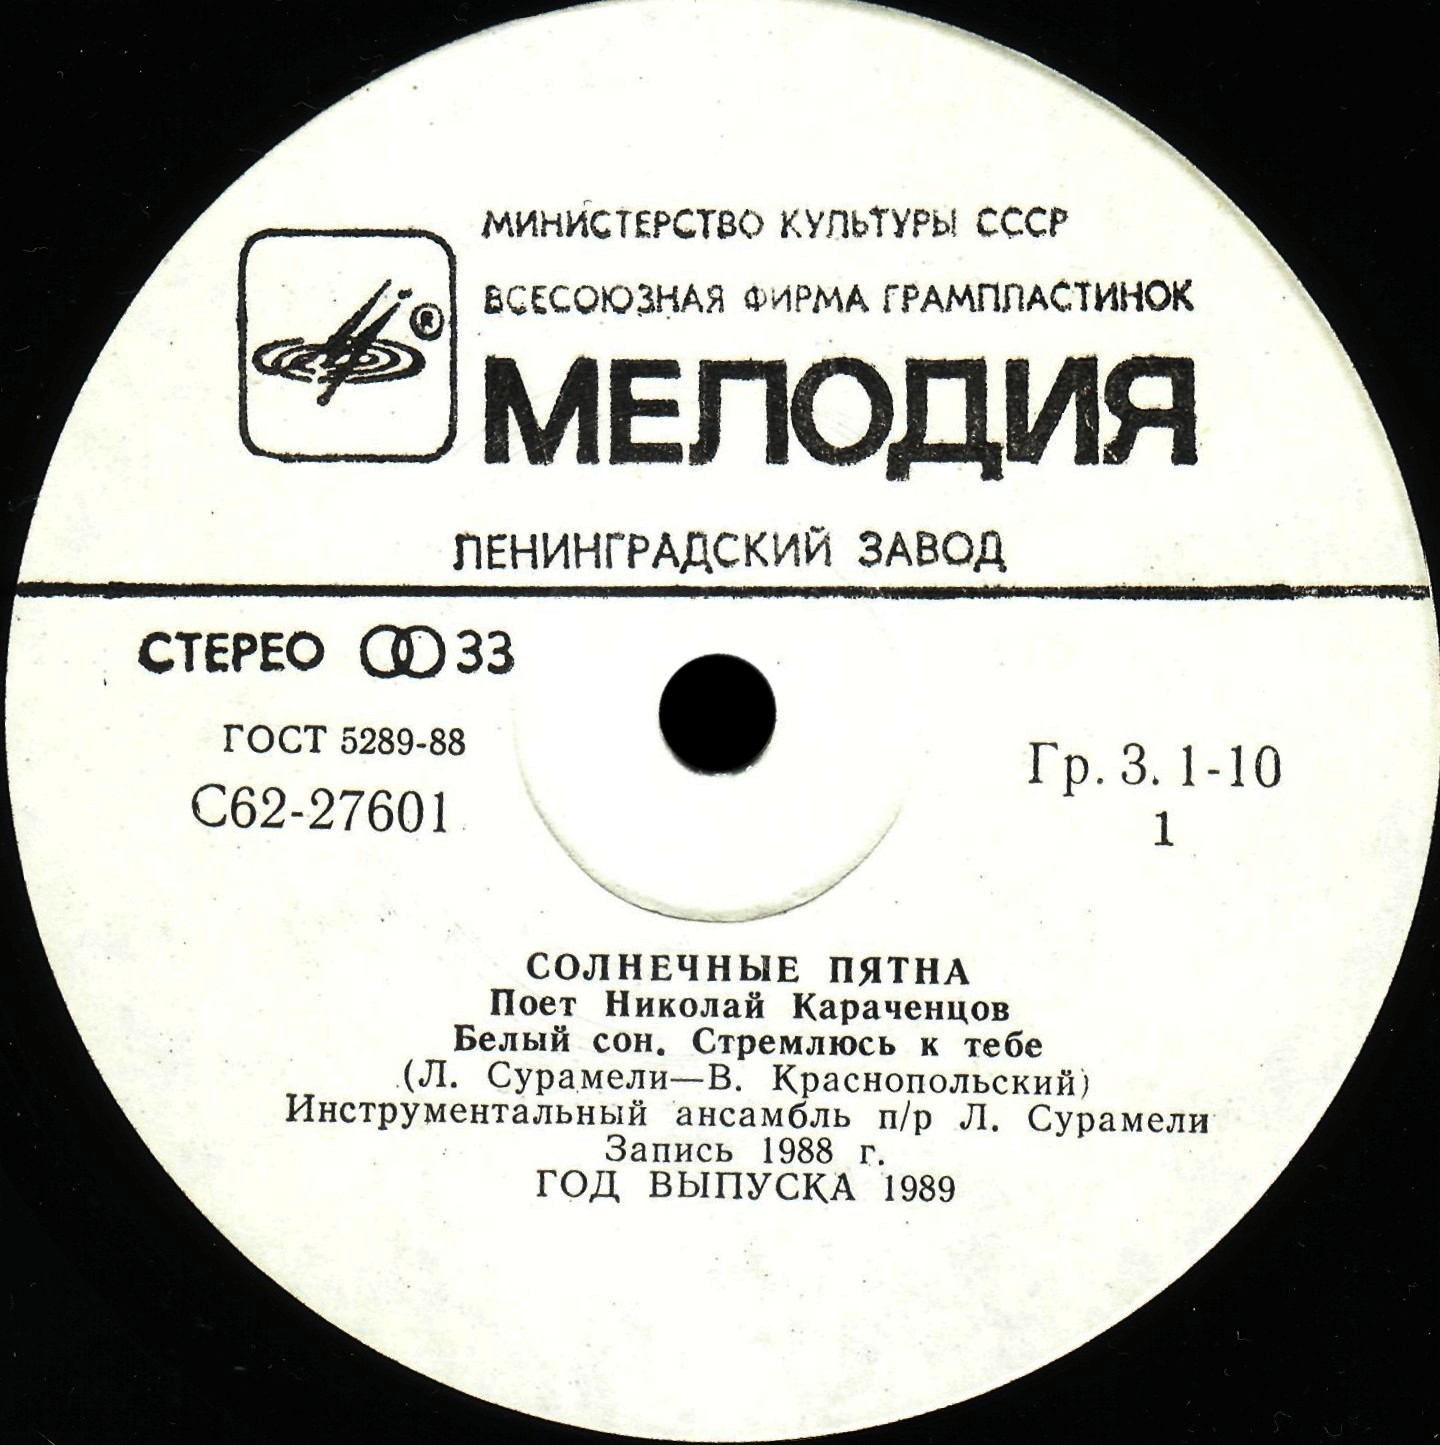 МИНИСТЕРСТВО КУЛЬТУРЫ СССР
ВСЕСОЮЗНАЯ ФИРМА ГРАМПЛАСТИНОК
®
МЕЛОДИЯ
ЛЕНИНГРАДСКИЙ ЗАВОД
СТЕРЕО 33
ГОСТ 5289-88
Гр. 3. 1-10
С62-27601
1
СОЛНЕЧНЫЕ ПЯТНА
Поет Николай Караченцов
Белый сон. Стремлюсь к тебе
(Л. Сурамели—В. Краснопольский)
Инструментальный ансамбль п/р Л. Сурамели
Запись 1988 г.
ГОД ВЫПУСКА 1989